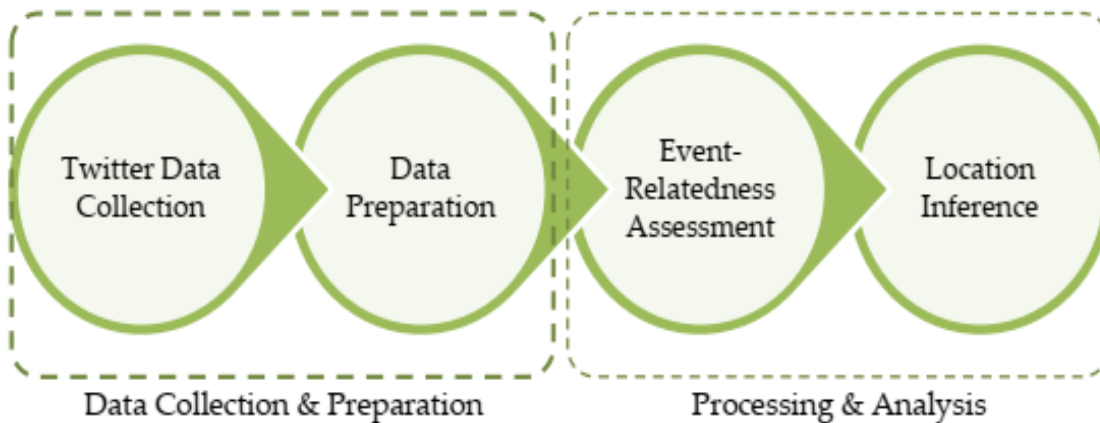 Twitter Data
Collection
Data
Preparation
Event-
Relatedness
Assessment
Location
Inference
Data Collection & Preparation
Processing & Analysis